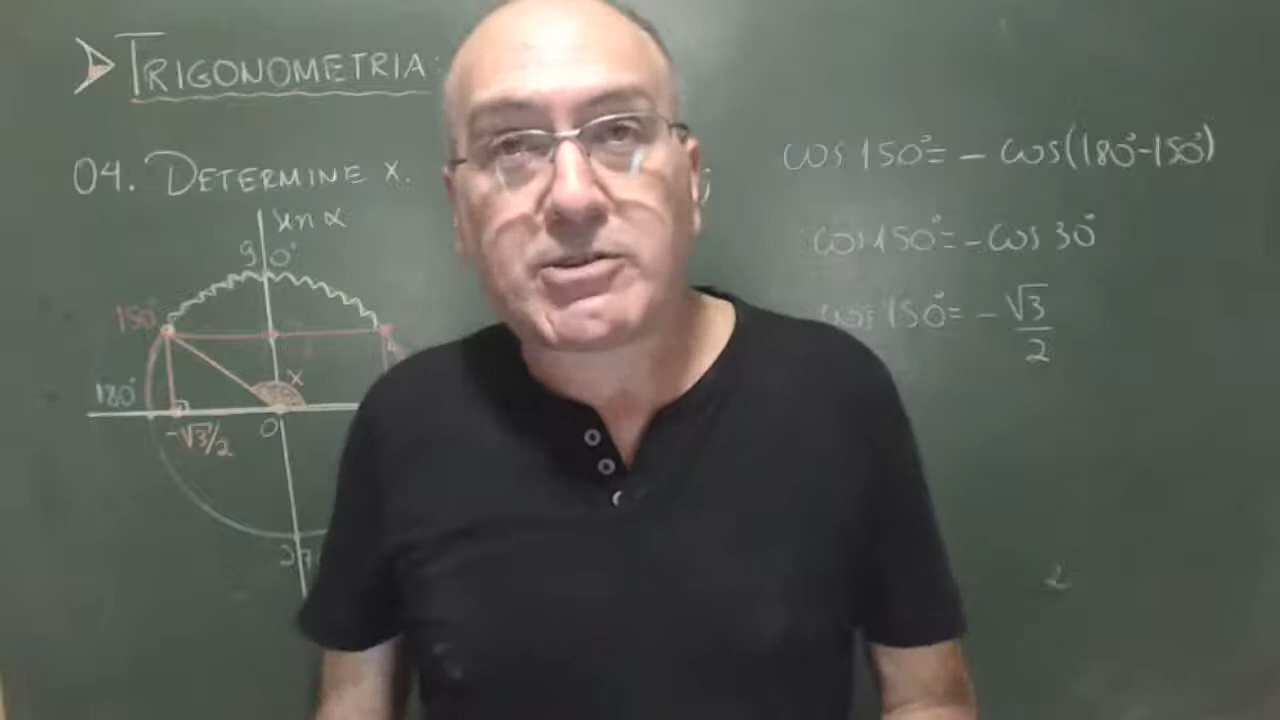 TRIGONOMETRIA:
04. DETERMINE x.
sen α
90°
150°
x
180°
-√3/2
0
cos 150° = - cos(180°-150°)
cos 150° = - cos 30°
cos 150° = - √3/2